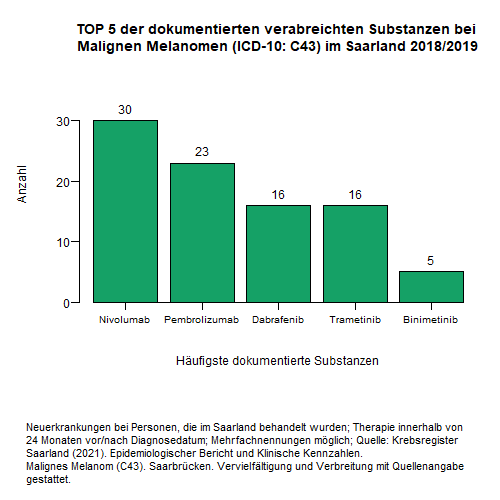 TOP 5 der dokumentierten verabreichten Substanzen bei
Malignen Melanomen (ICD-10: C43) im Saarland 2018/2019
Anzahl
30
20
10
0
30
23
16
16
5
Nivolumab
Pembrolizumab
Dabrafenib
Trametinib
Binimetinib
Häufigste dokumentierte Substanzen
Neuerkrankungen bei Personen, die im Saarland behandelt wurden; Therapie innerhalb von
24 Monaten vor/nach Diagnosedatum; Mehrfachnennungen möglich; Quelle: Krebsregister
Saarland (2021). Epidemiologischer Bericht und Klinische Kennzahlen.
Malignes Melanom (C43). Saarbrücken. Vervielfältigung und Verbreitung mit Quellenangabe
gestattet.